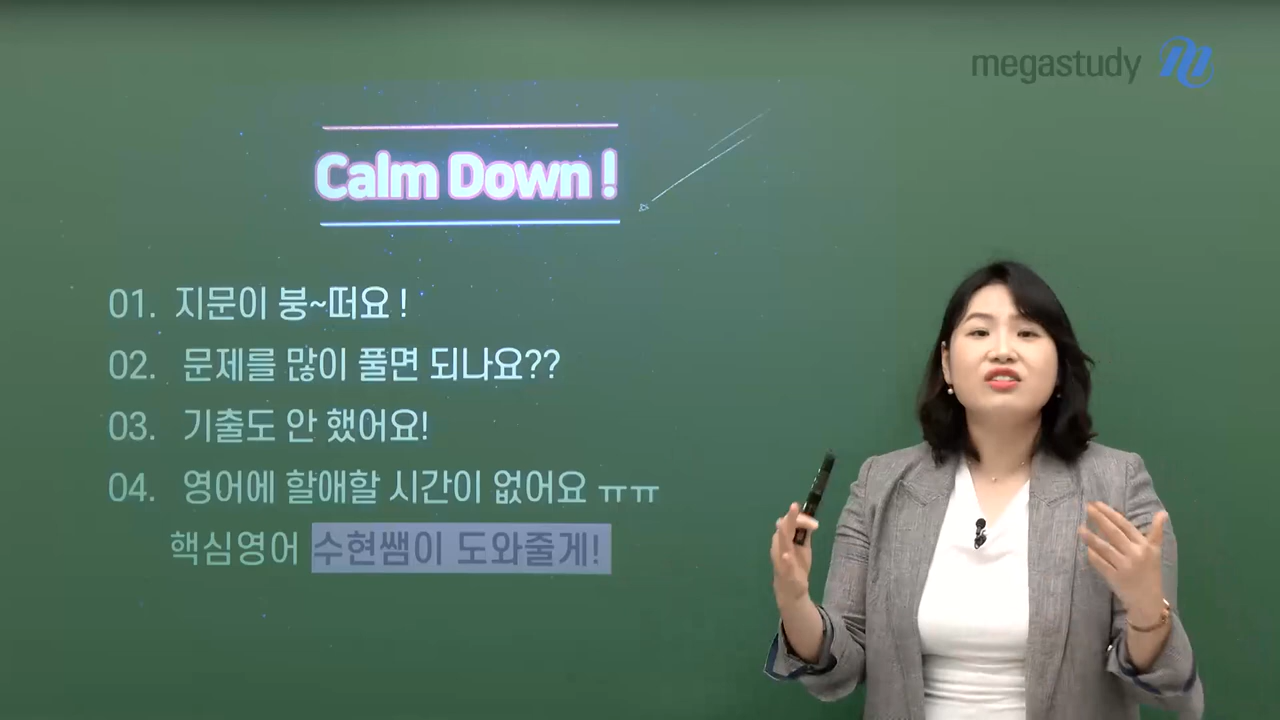 megastudy
Calm Down !
01. 지문이 붕~떠요 !
02. 문제를 많이 풀면 되나요??
03. 기출도 안 했어요!
04. 영어에 할애할 시간이 없어요 ㅠㅠ
핵심영어 수현쌤이 도와줄게!